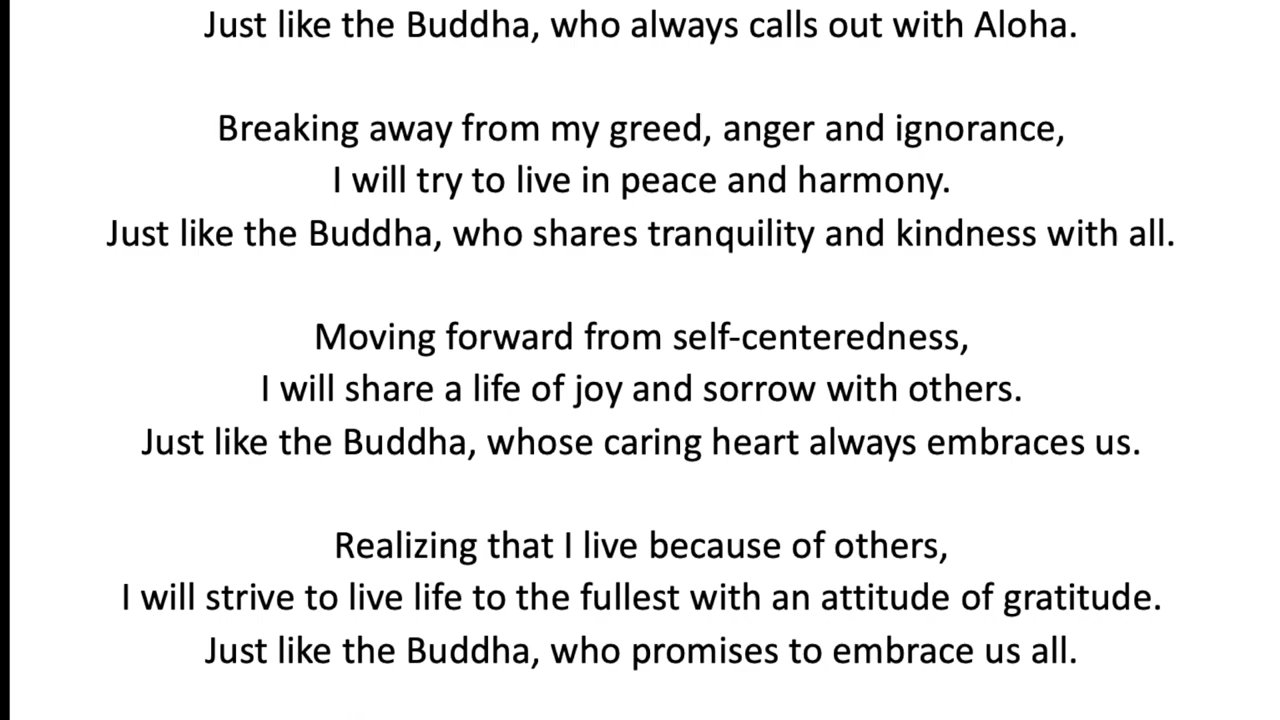 Just like the Buddha, who always calls out with Aloha.
Breaking away from my greed, anger and ignorance,
I will try to live in peace and harmony.
Just like the Buddha, who shares tranquility and kindness with all.
Moving forward from self-centeredness,
I will share a life of joy and sorrow with others.
Just like the Buddha, whose caring heart always embraces us.
Realizing that I live because of others,
I will strive to live life to the fullest with an attitude of gratitude.
Just like the Buddha, who promises to embrace us all.